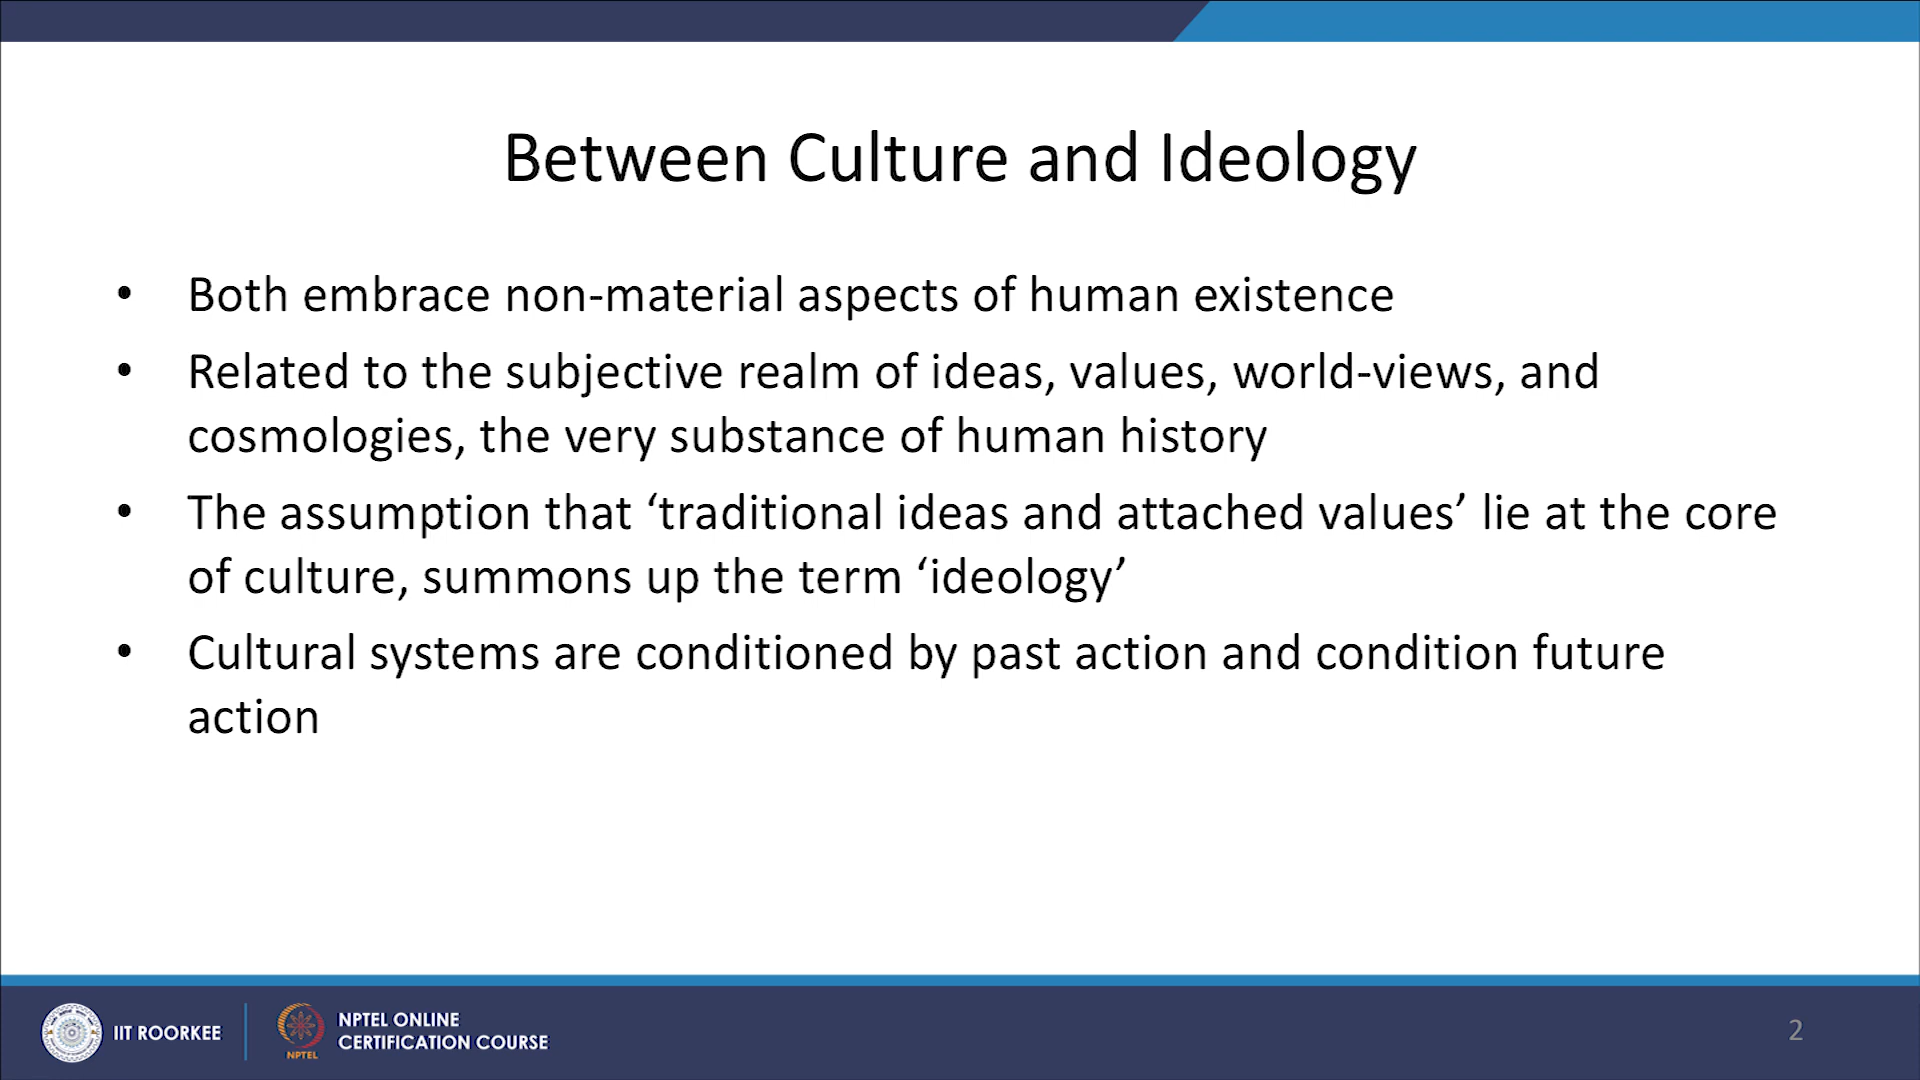 Between Culture and Ideology
• Both embrace non-material aspects of human existence
• Related to the subjective realm of ideas, values, world-views, and
cosmologies, the very substance of human history
• The assumption that ‘traditional ideas and attached values’ lie at the core
of culture, summons up the term ‘ideology’
• Cultural systems are conditioned by past action and condition future
action
IIT ROORKEE
NPTEL
NPTEL ONLINE
CERTIFICATION COURSE
2